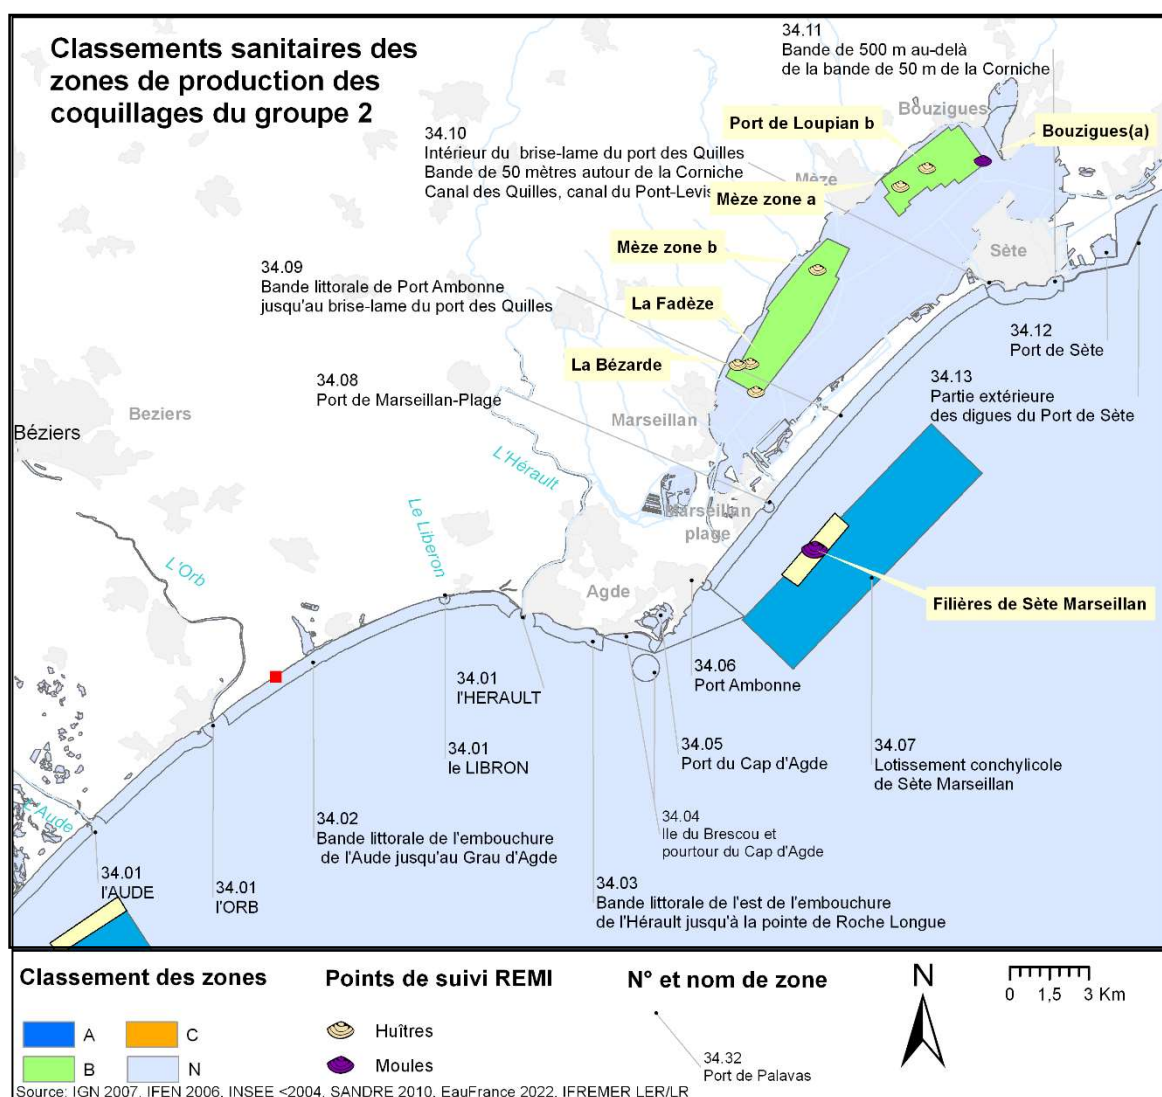 Classements sanitaires des
zones de production des
coquillages du groupe 2
34.11
Bande de 500 m au-delà
de la bande de 50 m de la Corniche
Bouzigues
Port de Loupian b
Bouzigues(a)
34.10
Intérieur du brise-lame du port des Quilles
Bande de 50 mètres autour de la Corniche
Canal des Quilles, canal du Pont-Levis
Mèze
Mèze zone a
Mèze zone b
Sète
34.09
Bande littorale de Port Ambonne
jusqu'au brise-lame du port des Quilles
La Fadèze
34.12
Port de Sète
La Bézarde
34.08
Port de Marseillan-Plage
34.13
Partie extérieure
des digues du Port de Sète
Beziers
Béziers
Marseillan
L'Hérault
Le Liberon
Marseillan
plage
L'Orb
Agde
Filières de Sète Marseillan
34.06
Port Ambonne
34.01
l'HERAULT
34.05
Port du Cap d'Agde
34.07
Lotissement conchylicole
de Sète Marseillan
34.01
le LIBRON
L'Aude
34.02
Bande littorale de l'embouchure
de l'Aude jusqu'au Grau d'Agde
34.04
Ile du Brescou et
pourtour du Cap d'Agde
34.01
l'AUDE
34.01
l'ORB
34.03
Bande littorale de l'est de l'embouchure
de l'Hérault jusqu'à la pointe de Roche Longue
Classement des zones
A
C
B
N
Points de suivi REMI
Huîtres
Moules
N° et nom de zone
34.32
Port de Palavas
N
0 1,5 3 Km
Source: IGN 2007, IFEN 2006, INSEE <2004, SANDRE 2010, EauFrance 2022, IFREMER LER/LR